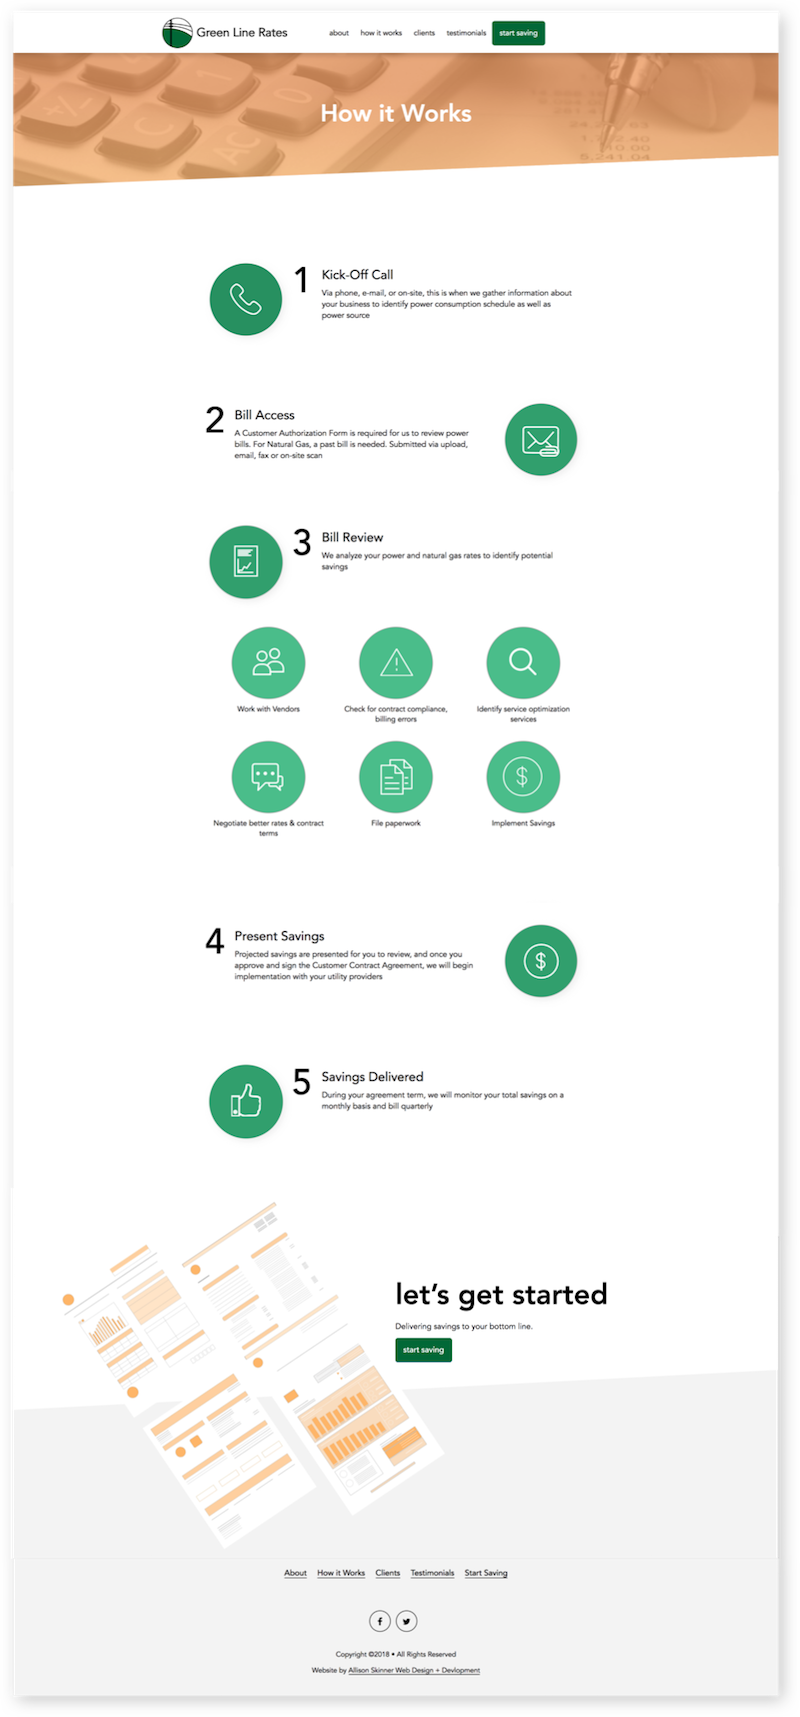 Green Line Rates
about how it works clients testimonials start saving
How it Works
1 Kick-Off Call
Via phone, e-mail, or on-site, this is when we gather information about
your business to identify power consumption schedule as well as
power source
2 Bill Access
A Customer Authorization Form is required for us to review power
bills. For Natural Gas, a past bill is needed. Submitted via upload,
email, fax or on-site scan
3 Bill Review
We analyze your power and natural gas rates to identify potential
savings
Work with Vendors
Check for contract compliance,
billing errors
Identify service optimization
services
Negotiate better rates & contract
terms
File paperwork
Implement Savings
4 Present Savings
Projected savings are presented for you to review, and once you
approve and sign the Customer Contract Agreement, we will begin
implementation with your utility providers
5 Savings Delivered
During your agreement term, we will monitor your total savings on a
monthly basis and bill quarterly
let's get started
Delivering savings to your bottom line.
start saving
About How it Works Clients Testimonials Start Saving
Copyright ©2018 • All Rights Reserved
Website by Allison Skinner Web Design + Devlopment